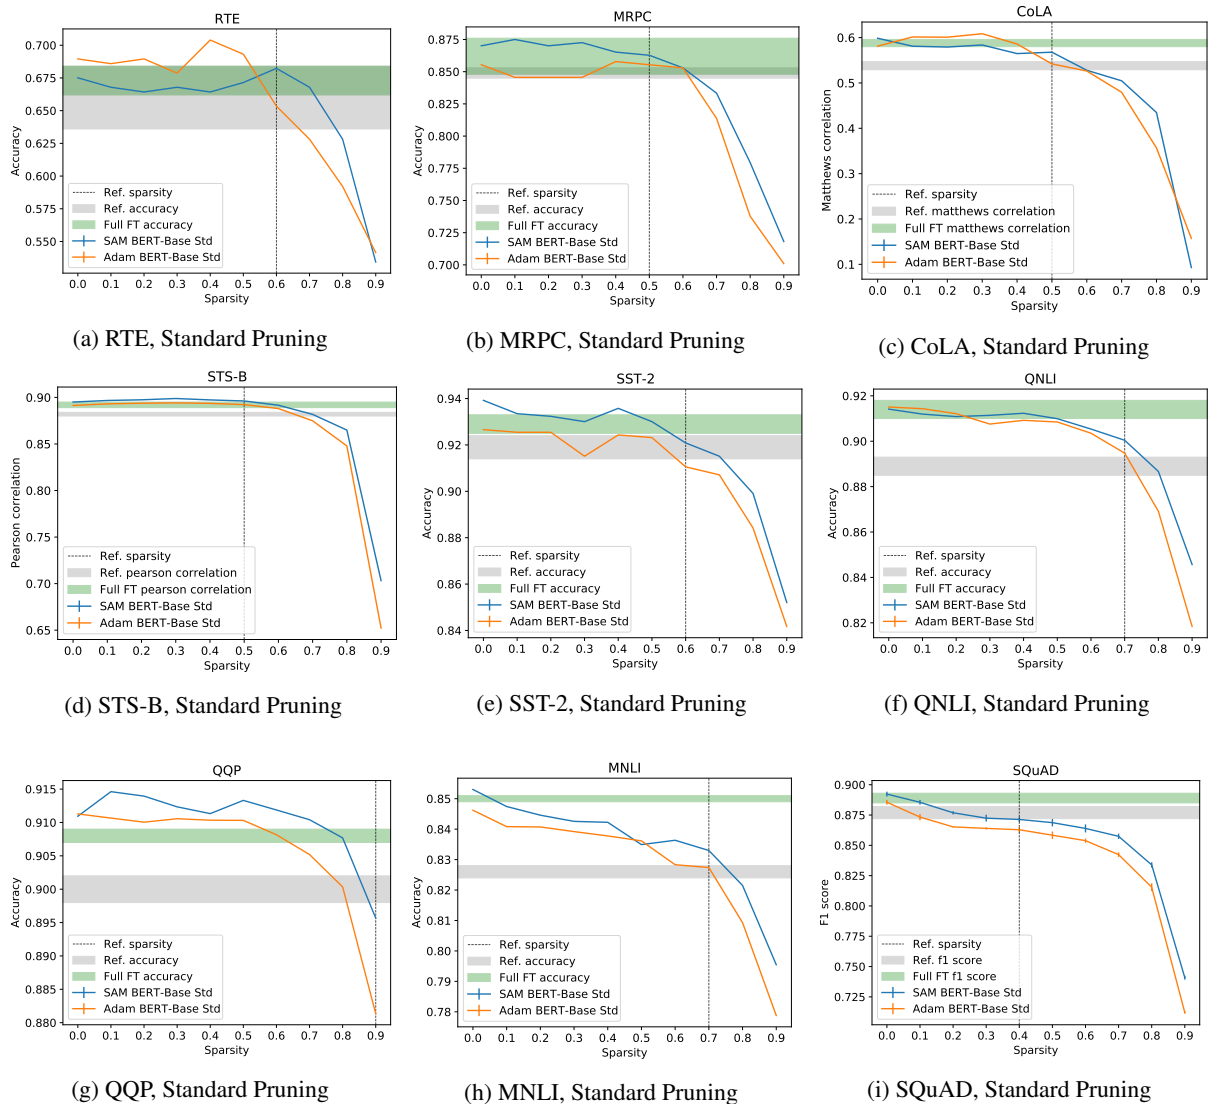 RTE
Accuracy
0.700
0.675
0.650
0.625
0.600
0.575
0.550
Ref. sparsity
Ref. accuracy
Full FT accuracy
SAM BERT-Base Std
Adam BERT-Base Std
0.0 0.1 0.2 0.3 0.4 0.5 0.6 0.7 0.8 0.9
Sparsity
(a) RTE, Standard Pruning
MRPC
Accuracy
0.875
0.850
0.825
0.800
0.775
0.750
0.725
0.700
Ref. sparsity
Ref. accuracy
Full FT accuracy
SAM BERT-Base Std
Adam BERT-Base Std
0.0 0.1 0.2 0.3 0.4 0.5 0.6 0.7 0.8 0.9
Sparsity
(b) MRPC, Standard Pruning
CoLA
Matthews correlation
0.6
0.5
0.4
0.3
0.2
0.1
Ref. sparsity
Ref. matthews correlation
Full FT matthews correlation
SAM BERT-Base Std
Adam BERT-Base Std
0.0 0.1 0.2 0.3 0.4 0.5 0.6 0.7 0.8 0.9
Sparsity
(c) CoLA, Standard Pruning
STS-B
Pearson correlation
0.90
0.85
0.80
0.75
0.70
0.65
Ref. sparsity
Ref. pearson correlation
Full FT pearson correlation
SAM BERT-Base Std
Adam BERT-Base Std
0.0 0.1 0.2 0.3 0.4 0.5 0.6 0.7 0.8 0.9
Sparsity
(d) STS-B, Standard Pruning
SST-2
Accuracy
0.94
0.92
0.90
0.88
0.86
0.84
Ref. sparsity
Ref. accuracy
Full FT accuracy
SAM BERT-Base Std
Adam BERT-Base Std
0.0 0.1 0.2 0.3 0.4 0.5 0.6 0.7 0.8 0.9
Sparsity
(e) SST-2, Standard Pruning
QNLI
Accuracy
0.92
0.90
0.88
0.86
0.84
0.82
Ref. sparsity
Ref. accuracy
Full FT accuracy
SAM BERT-Base Std
Adam BERT-Base Std
0.0 0.1 0.2 0.3 0.4 0.5 0.6 0.7 0.8 0.9
Sparsity
(f) QNLI, Standard Pruning
QQP
Accuracy
0.915
0.910
0.905
0.900
0.895
0.890
0.885
0.880
Ref. sparsity
Ref. accuracy
Full FT accuracy
SAM BERT-Base Std
Adam BERT-Base Std
0.0 0.1 0.2 0.3 0.4 0.5 0.6 0.7 0.8 0.9
Sparsity
(g) QQP, Standard Pruning
MNLI
Accuracy
0.85
0.84
0.83
0.82
0.81
0.80
0.79
0.78
Ref. sparsity
Ref. accuracy
Full FT accuracy
SAM BERT-Base Std
Adam BERT-Base Std
0.0 0.1 0.2 0.3 0.4 0.5 0.6 0.7 0.8 0.9
Sparsity
(h) MNLI, Standard Pruning
SQuAD
F1 score
0.900
0.875
0.850
0.825
0.800
0.775
0.750
0.725
Ref. sparsity
Ref. f1 score
Full FT f1 score
SAM BERT-Base Std
Adam BERT-Base Std
0.0 0.1 0.2 0.3 0.4 0.5 0.6 0.7 0.8 0.9
Sparsity
(i) SQuAD, Standard Pruning